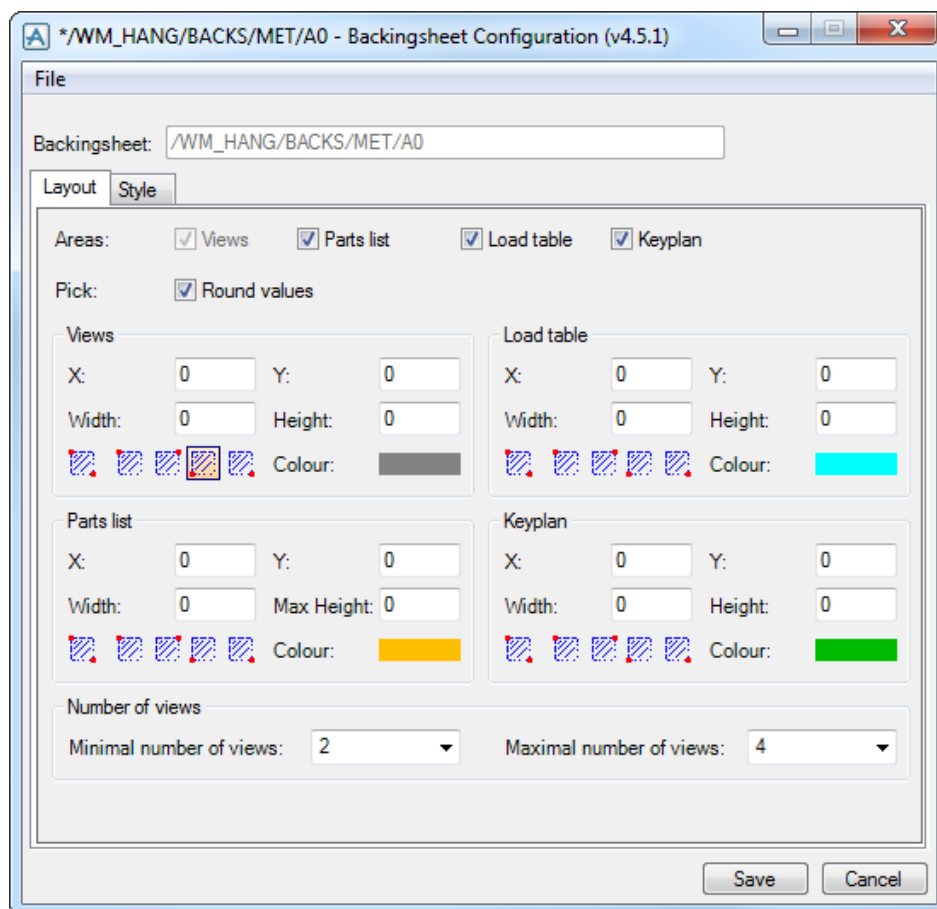 */WM_HANG/BACKS/MET/A0 - Backingsheet Configuration (v4.5.1)
File
Backingsheet: /WM_HANG/BACKS/MET/A0
Layout Style
Areas: Views Parts list Load table Keyplan
Pick: Round values
Views
X: 0 Y: 0
Width: 0 Height: 0
Colour:
Load table
X: 0 Y: 0
Width: 0 Height: 0
Colour:
Parts list
X: 0 Y: 0
Width: 0 Max Height: 0
Colour:
Keyplan
X: 0 Y: 0
Width: 0 Height: 0
Colour:
Number of views
Minimal number of views: 2 Maximal number of views: 4
Save Cancel